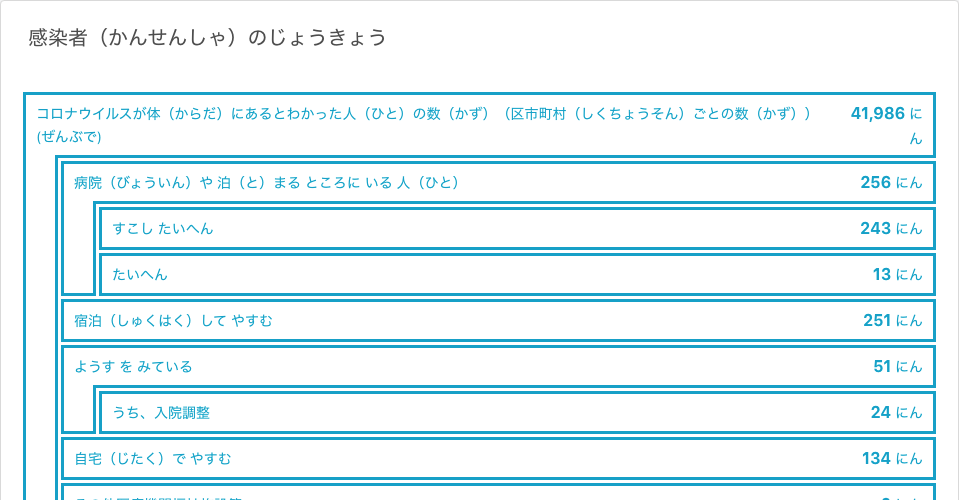 感染者（かんせんしゃ）のじょうきょう
コロナウイルスが体（からだ）にあるとわかった人（ひと）の数（かず）（区市町村（しくちょうそん）ごとの数（かず）） 41,986 に
(ぜんぶで) ん
病院（びょういん）や 泊（と）まる ところに いる 人（ひと） 256 にん
すこし たいへん 243 にん
たいへん 13 にん
宿泊（しゅくはく）して やすむ 251 にん
ようす を みている 51 にん
うち、入院調整 24 にん
自宅（じたく）で やすむ 134 にん